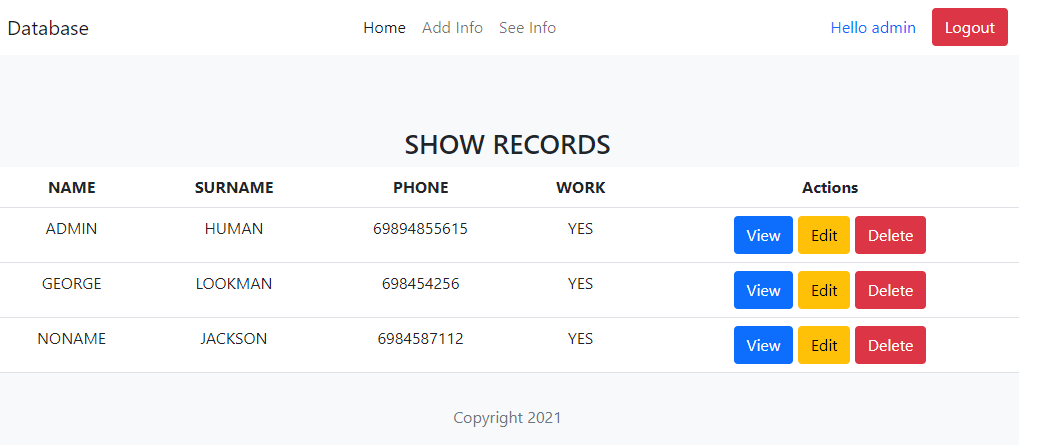 Database Home Add Info See Info Hello admin Logout
SHOW RECORDS
NAME SURNAME PHONE WORK Actions
ADMIN HUMAN 69894855615 YES View Edit Delete
GEORGE LOOKMAN 698454256 YES View Edit Delete
NONAME JACKSON 6984587112 YES View Edit Delete
Copyright 2021